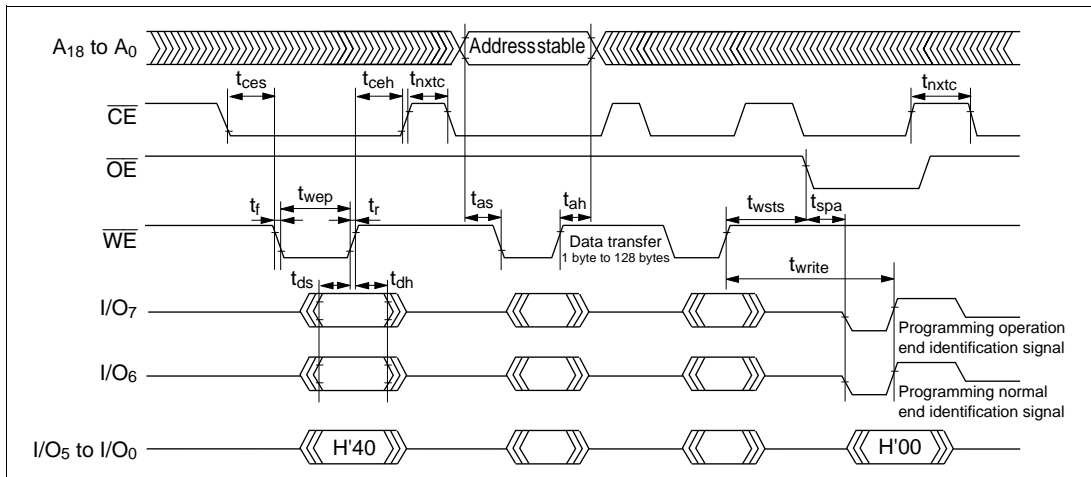 A18 to A0 Addressstable
tces tceh tnxtc tnxtc
CE
OE
twep tf tr tas tah twsts tspa
WE Data transfer
1 byte to 128 bytes
twrite
tds tdh
I/O7 Programming operation
end identification signal
I/O6 Programming normal
end identification signal
I/O5 to I/O0 H'40 H'00